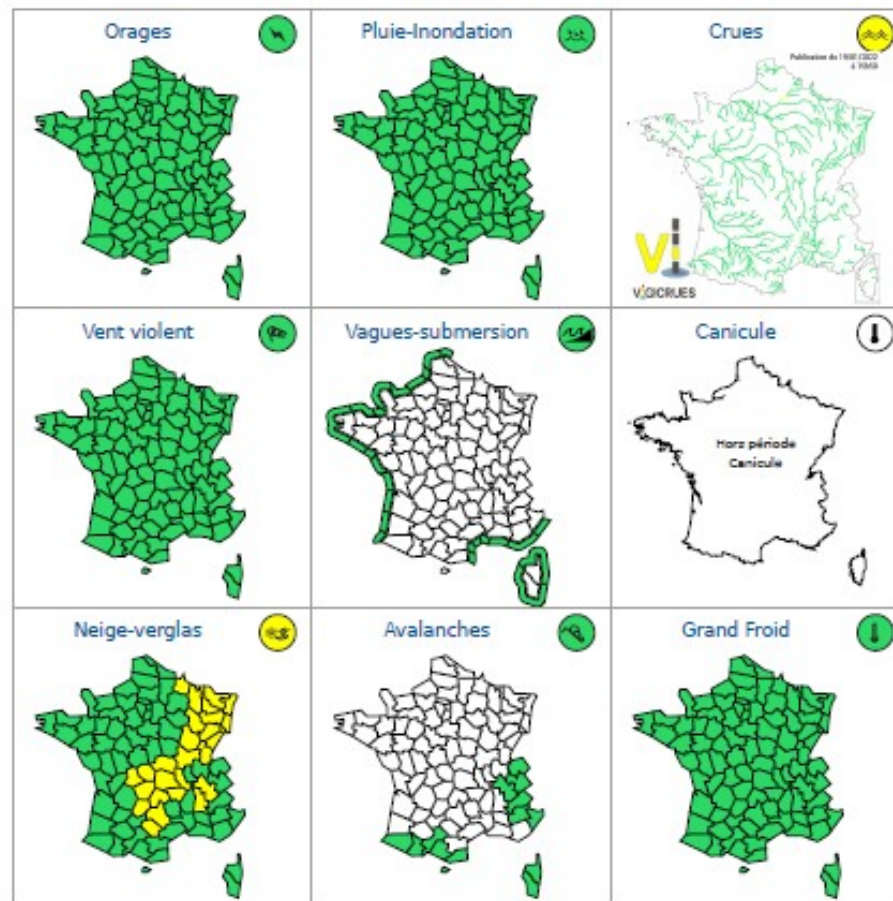 Orages
Pluie-Inondation
Crues
VIGICRUES
Vent violent
Vagues-submersion
Canicule
Hors période
Canicule
Neige-verglas
Avalanches
Grand Froid